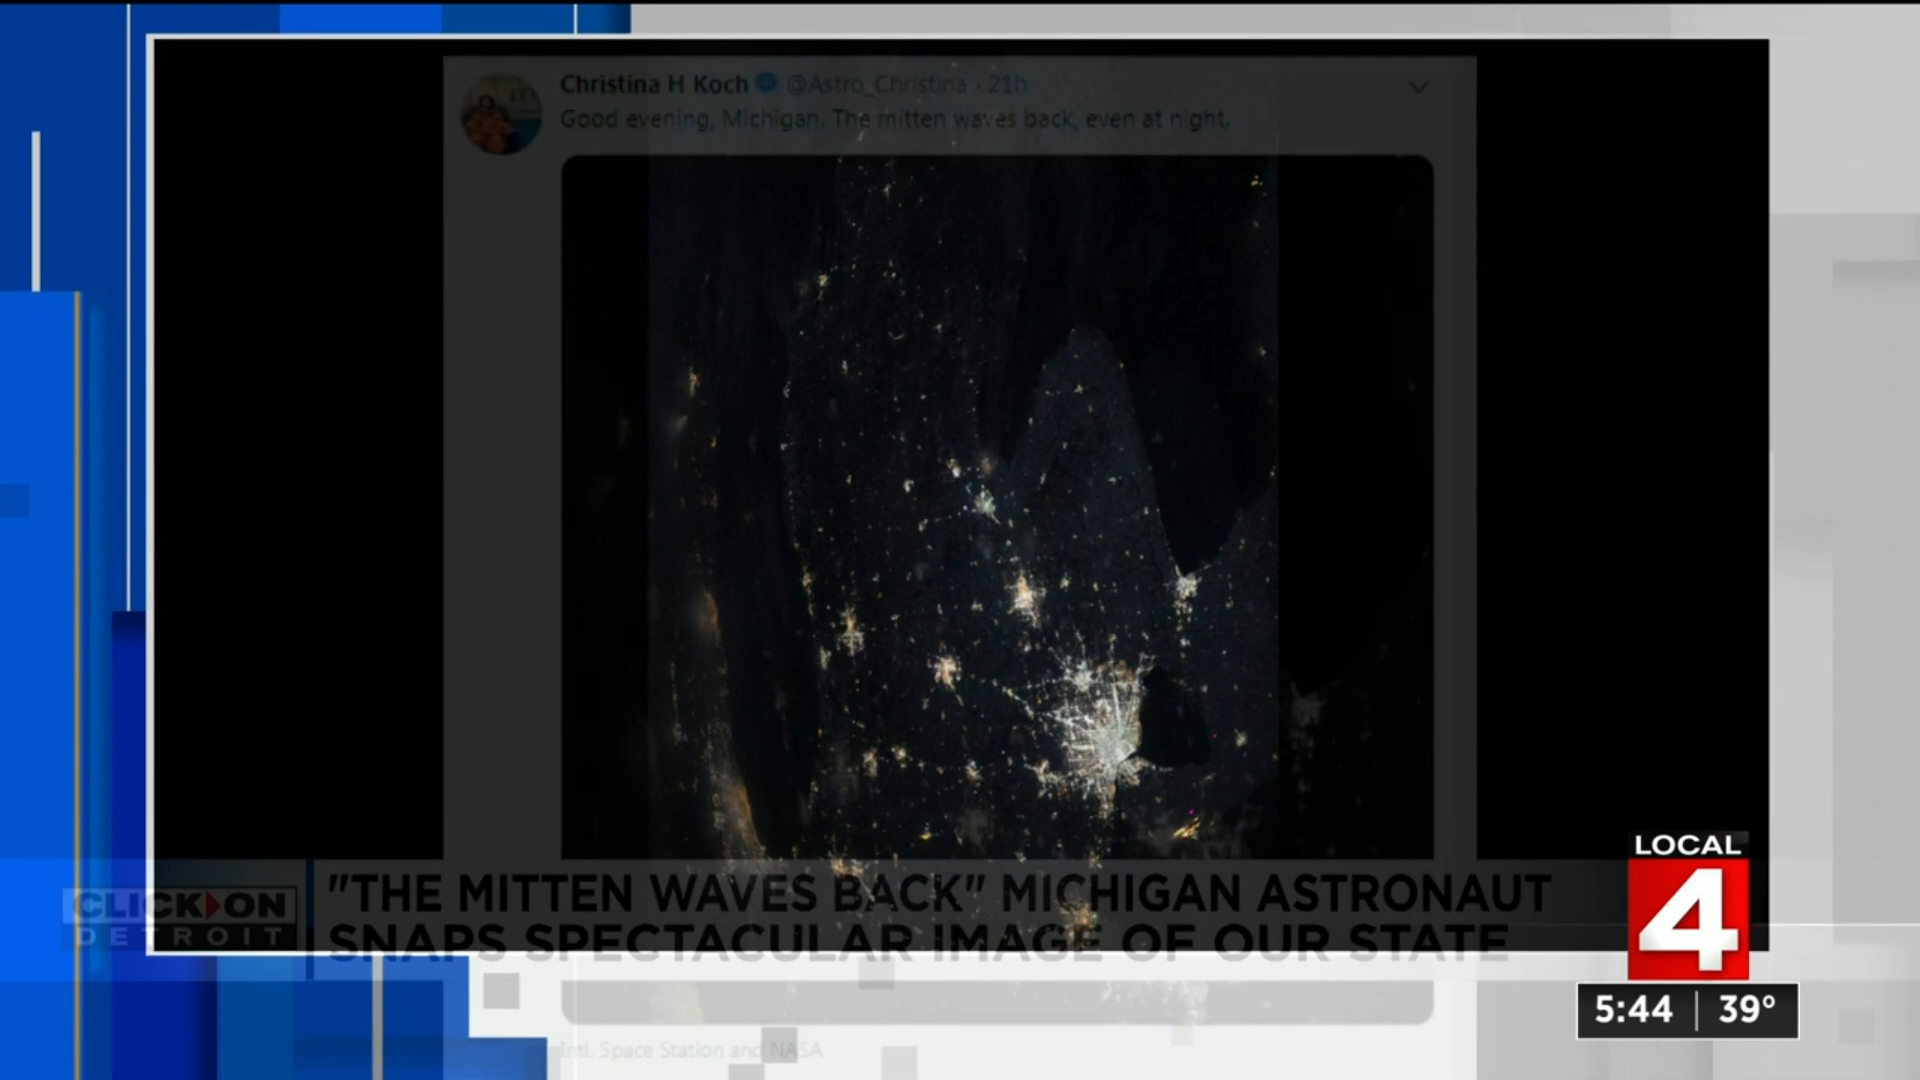 Christina H Koch @Astro_Christina · 21h
Good evening, Michigan. The mitten waves back, even at night.
CLICK ON
DETROIT
"THE MITTEN WAVES BACK" MICHIGAN ASTRONAUT
SNAPS SPECTACULAR IMAGE OF OUR STATE
LOCAL
4
5:44 39°
Intl. Space Station and NASA